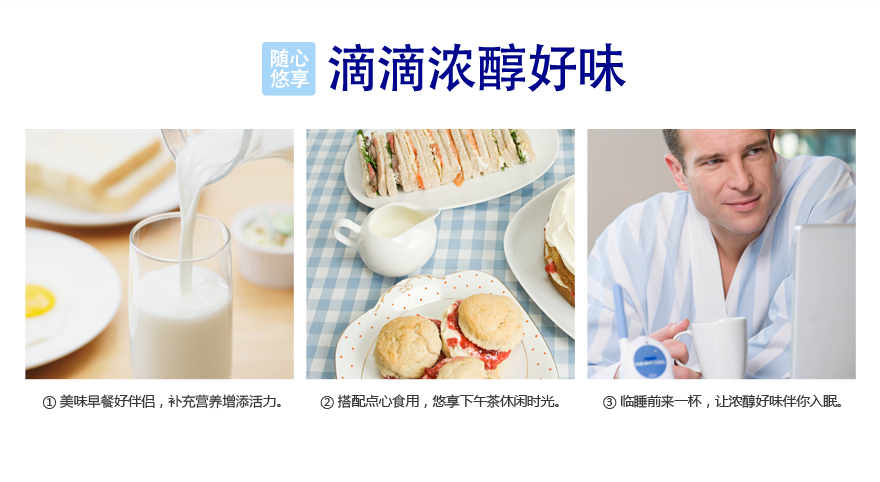 随心
悠享
滴滴浓醇好味
① 美味早餐好伴侣，补充营养增添活力。
② 搭配点心食用，悠享下午茶休闲时光。
③ 临睡前来一杯，让浓醇好味伴你入眠。